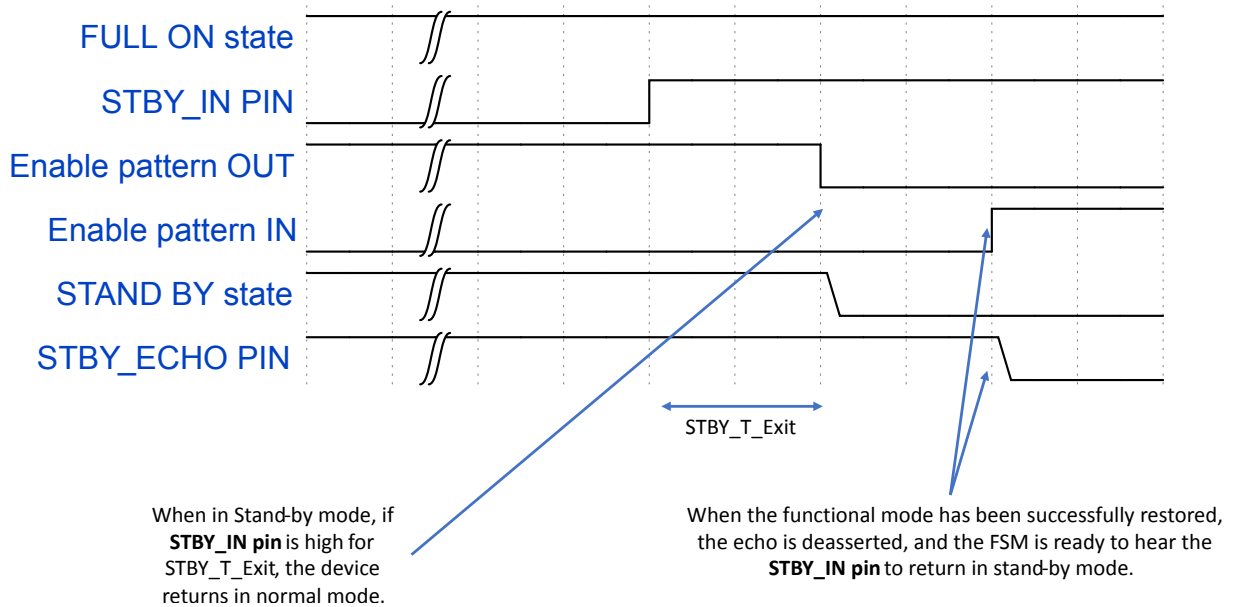 FULL ON state
STBY_IN PIN
Enable pattern OUT
Enable pattern IN
STAND BY state
STBY_ECHO PIN
STBY_T_Exit
When in Stand-by mode, if
STBY_IN pin is high for
STBY_T_Exit, the device
returns in normal mode.
When the functional mode has been successfully restored,
the echo is deasserted, and the FSM is ready to hear the
STBY_IN pin to return in stand-by mode.